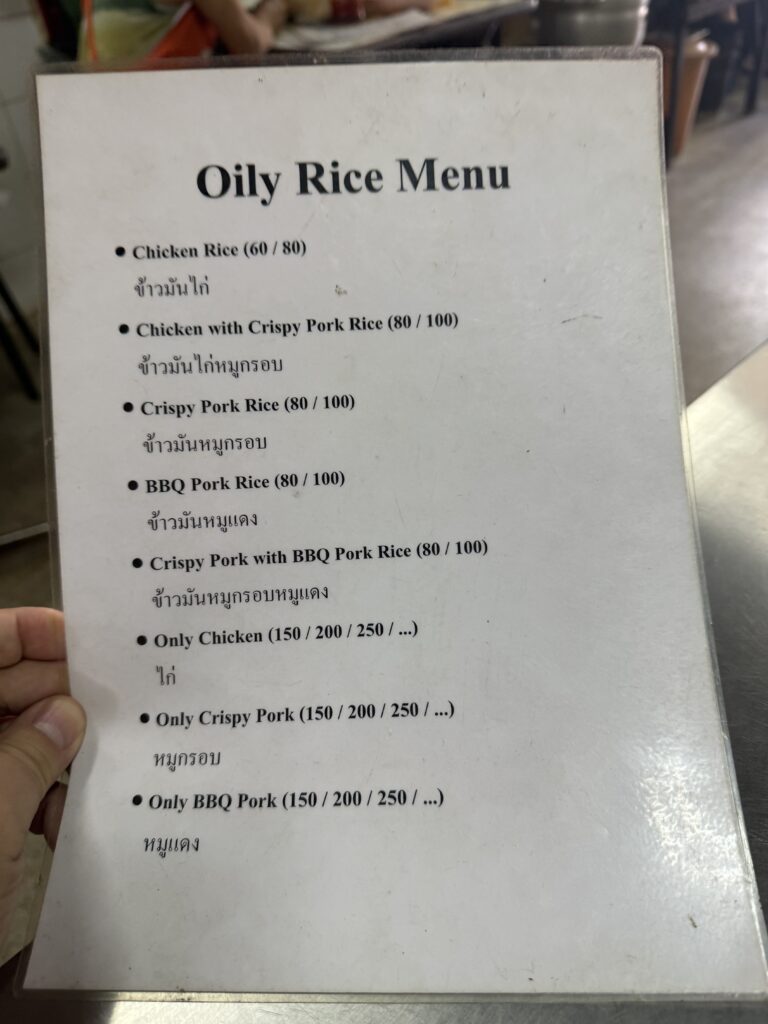 Oily Rice Menu
• Chicken Rice (60 / 80)
ข้าวมันไก่
• Chicken with Crispy Pork Rice (80 / 100)
ข้าวมันไก่หมูกรอบ
• Crispy Pork Rice (80 / 100)
ข้าวมันหมูกรอบ
• BBQ Pork Rice (80 / 100)
ข้าวมันหมูแดง
• Crispy Pork with BBQ Pork Rice (80 / 100)
ข้าวมันหมูกรอบหมูแดง
• Only Chicken (150 / 200 / 250 / ...)
ไก่
• Only Crispy Pork (150 / 200 / 250 / ...)
หมูกรอบ
• Only BBQ Pork (150 / 200 / 250 / ...)
หมูแดง